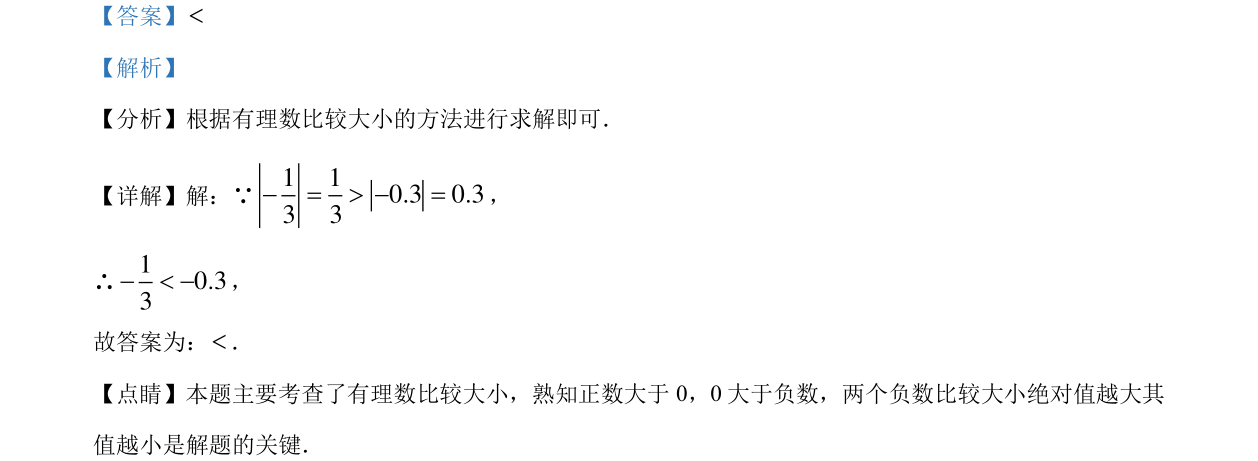 【答案】<
【解析】
【分析】根据有理数比较大小的方法进行求解即可．
【详解】解：∵|−1/3|=1/3>|−0.3|=0.3，
∴−1/3<−0.3，
故答案为：<．
【点睛】本题主要考查了有理数比较大小，熟知正数大于 0，0 大于负数，两个负数比较大小绝对值越大其
值越小是解题的关键．